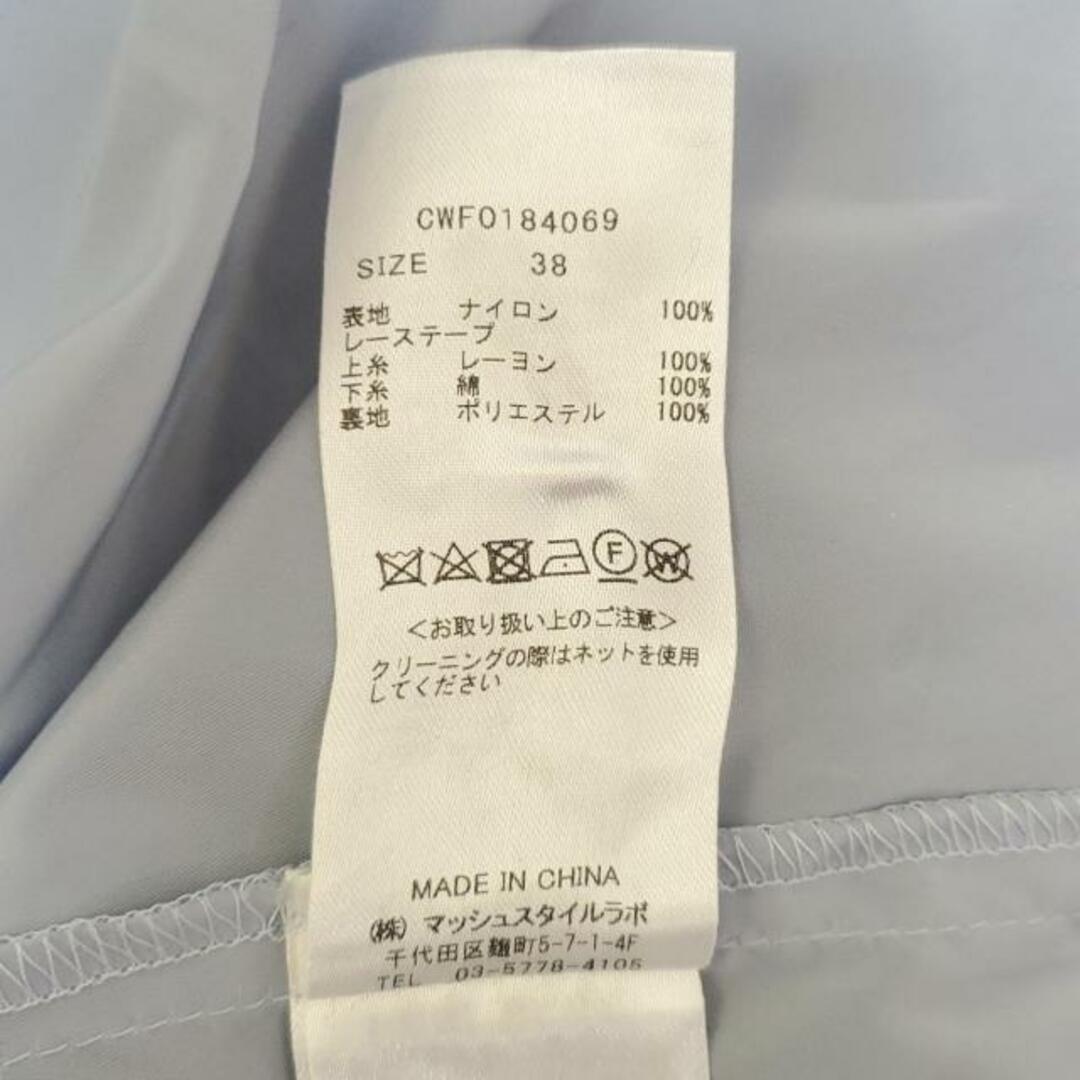 CWFO184069
SIZE 38
表地 ナイロン 100%
レーステープ
上糸 レーヨン 100%
下糸 綿 100%
裏地 ポリエステル 100%
F
W
＜お取り扱い上のご注意＞
クリーニングの際はネットを使用
してください
MADE IN CHINA
㈱マッシュスタイルラボ
千代田区麹町5-7-1-4F
TEL 03-5778-4105